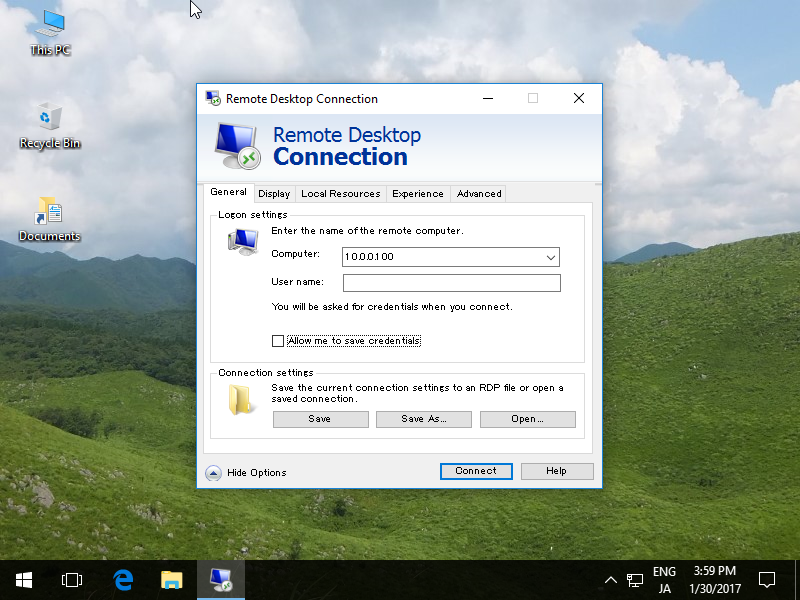 This PC
Recycle Bin
Documents
Remote Desktop Connection
Remote Desktop
Connection
General Display Local Resources Experience Advanced
Logon settings
Enter the name of the remote computer.
Computer: 10.0.0.100
User name:
You will be asked for credentials when you connect.
Allow me to save credentials
Connection settings
Save the current connection settings to an RDP file or open a
saved connection.
Save Save As... Open...
Hide Options Connect Help
ENG 3:59 PM
JA 1/30/2017